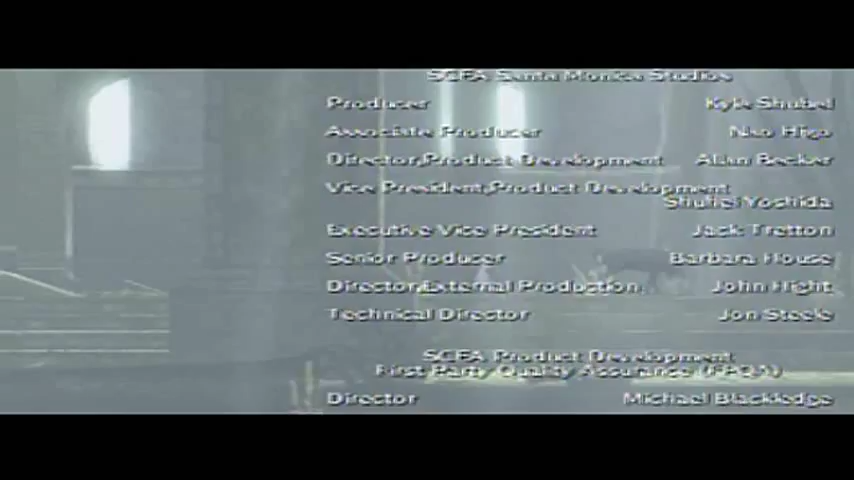 SCEA Santa Monica Studios
Producer Kyle Shubel
Associate Producer Nao Higo
Director,Product Development Allan Becker
Vice President,Product Development
Shuhei Yoshida
Executive Vice President Jack Tretton
Senior Producer Barbara House
Director,External Production, John Hight
Technical Director Jon Steele
SCEA Product Development
First Party Quality Assurance (FPQA)
Director Michael Blackledge